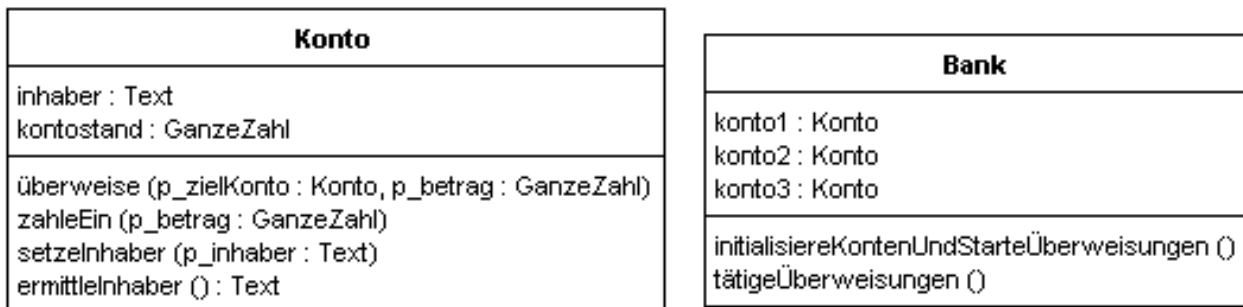 Konto
inhaber : Text
kontostand : GanzeZahl
überweise (p_zielKonto : Konto, p_betrag : GanzeZahl)
zahleEin (p_betrag : GanzeZahl)
setzeInhaber (p_inhaber : Text)
ermittleInhaber () : Text
Bank
konto1 : Konto
konto2 : Konto
konto3 : Konto
initialisiereKontenUndStarteÜberweisungen ()
tätigeÜberweisungen ()